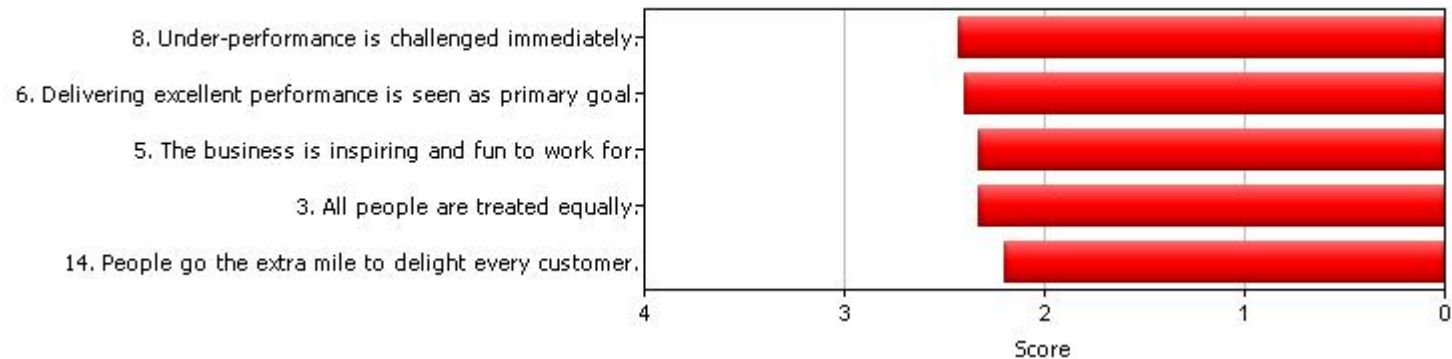 8. Under-performance is challenged immediately.
6. Delivering excellent performance is seen as primary goal.
5. The business is inspiring and fun to work for.
3. All people are treated equally.
14. People go the extra mile to delight every customer.
4 3 2 1 0
Score